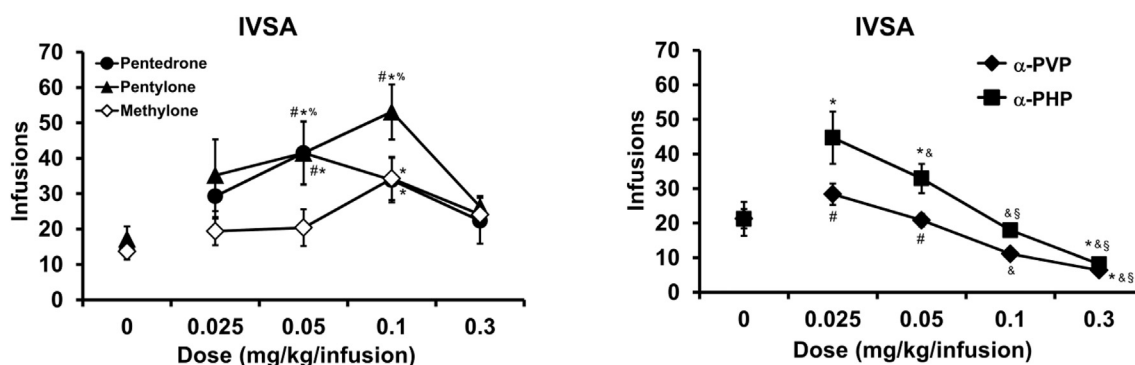 IVSA
70
60
50
40
30
20
10
0
Infusions
Pentedrone
Pentylone
Methylone
#*%
#*%
#*
*
*
0 0.025 0.05 0.1 0.3
Dose (mg/kg/infusion)
IVSA
70
60
50
40
30
20
10
0
Infusions
α-PVP
α-PHP
*
*&
&§
*&§
#
#
&
*&§
0 0.025 0.05 0.1 0.3
Dose (mg/kg/infusion)